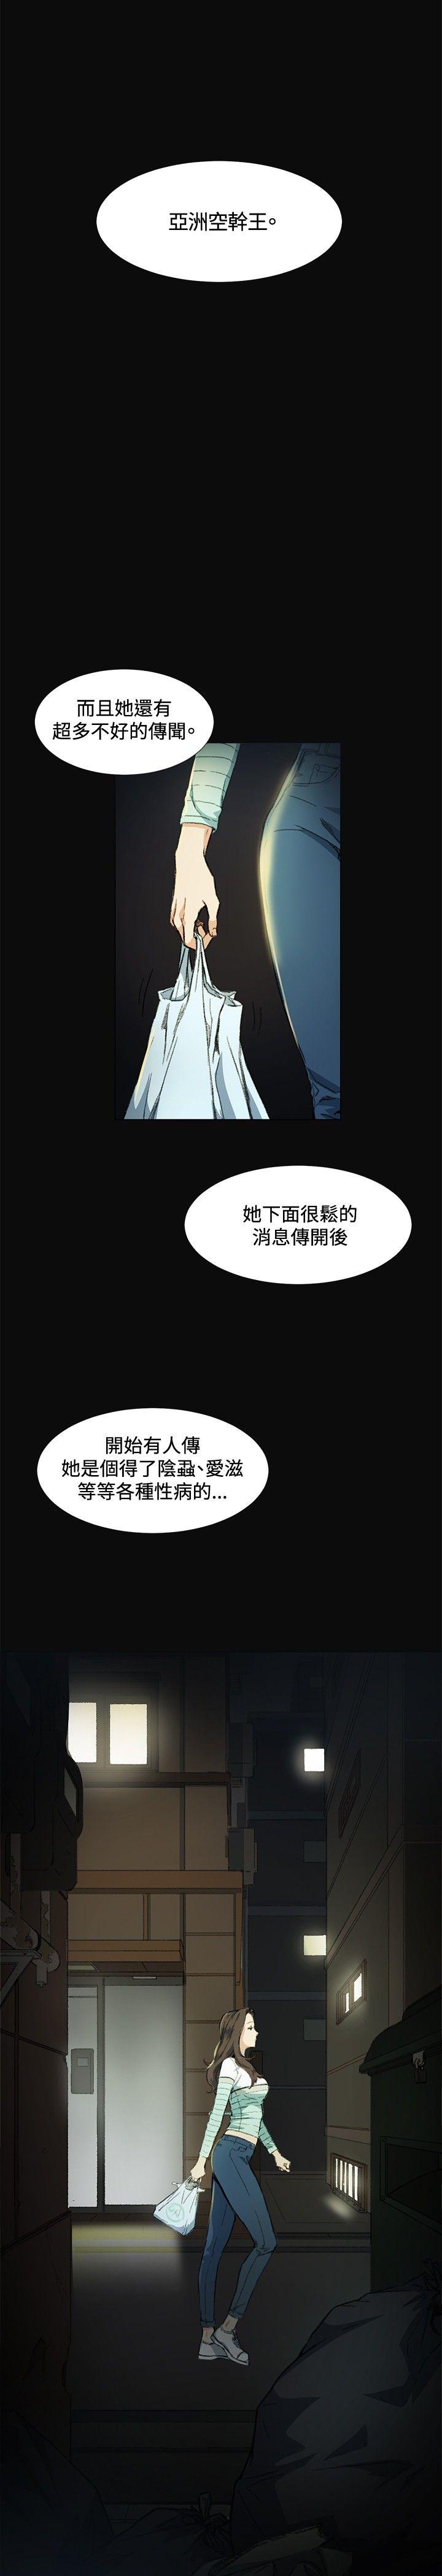 亞洲空幹王。
而且她還有
超多不好的傳聞。
她下面很鬆的
消息傳開後
開始有人傳
她是個得了陰蝨、愛滋
等等各種性病的...